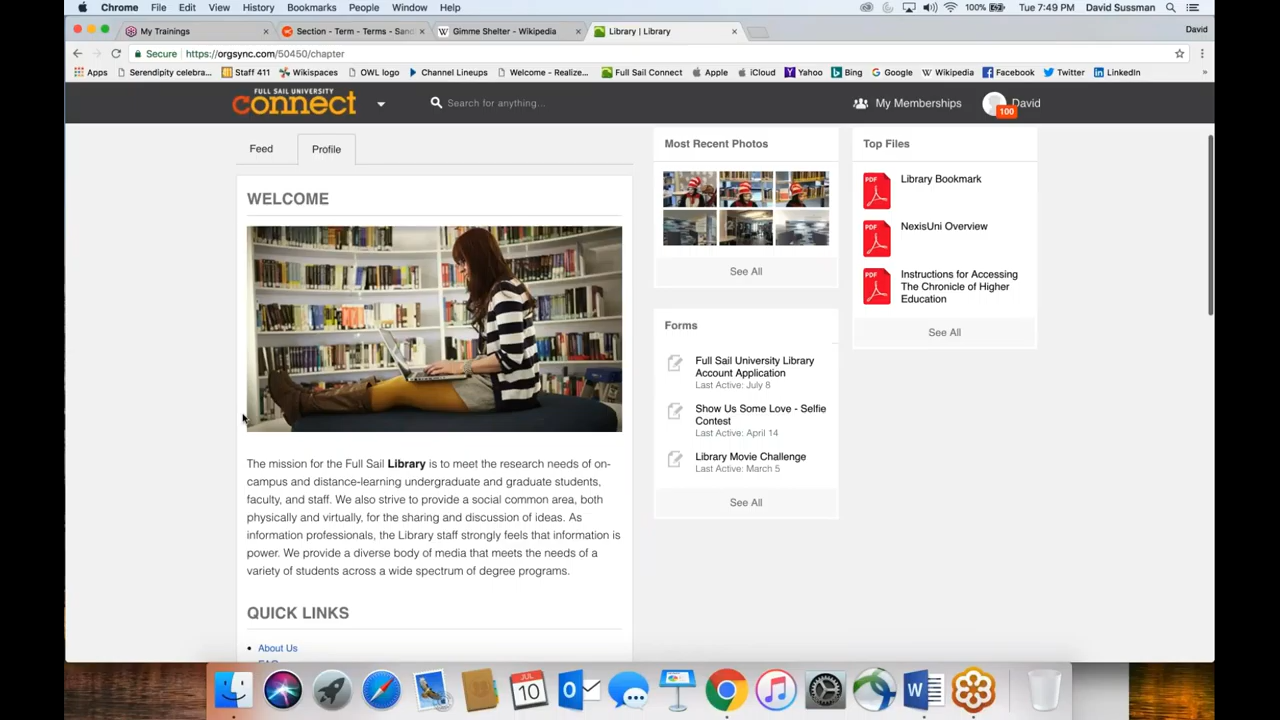 Chrome File Edit View History Bookmarks People Window Help 100% Tue 7:49 PM David Sussman
My Trainings Section - Term - Terms - San Gimme Shelter - Wikipedia Library | Library David
Secure https://orgsync.com/50450/chapter
Apps Serendipity celebra... Staff 411 Wikispaces OWL logo Channel Lineups Welcome - Realize... Full Sail Connect Apple iCloud Yahoo Bing Google Wikipedia Facebook Twitter LinkedIn »
FULL SAIL UNIVERSITY
connect
Search for anything...
My Memberships
David
100
Feed
Profile
WELCOME
The mission for the Full Sail Library is to meet the research needs of on-
campus and distance-learning undergraduate and graduate students,
faculty, and staff. We also strive to provide a social common area, both
physically and virtually, for the sharing and discussion of ideas. As
information professionals, the Library staff strongly feels that information is
power. We provide a diverse body of media that meets the needs of a
variety of students across a wide spectrum of degree programs.
QUICK LINKS
• About Us
Most Recent Photos
See All
Forms
Full Sail University Library
Account Application
Last Active: July 8
Show Us Some Love - Selfie
Contest
Last Active: April 14
Library Movie Challenge
Last Active: March 5
See All
Top Files
PDF
Library Bookmark
PDF
NexisUni Overview
PDF
Instructions for Accessing
The Chronicle of Higher
Education
See All
JUL
10